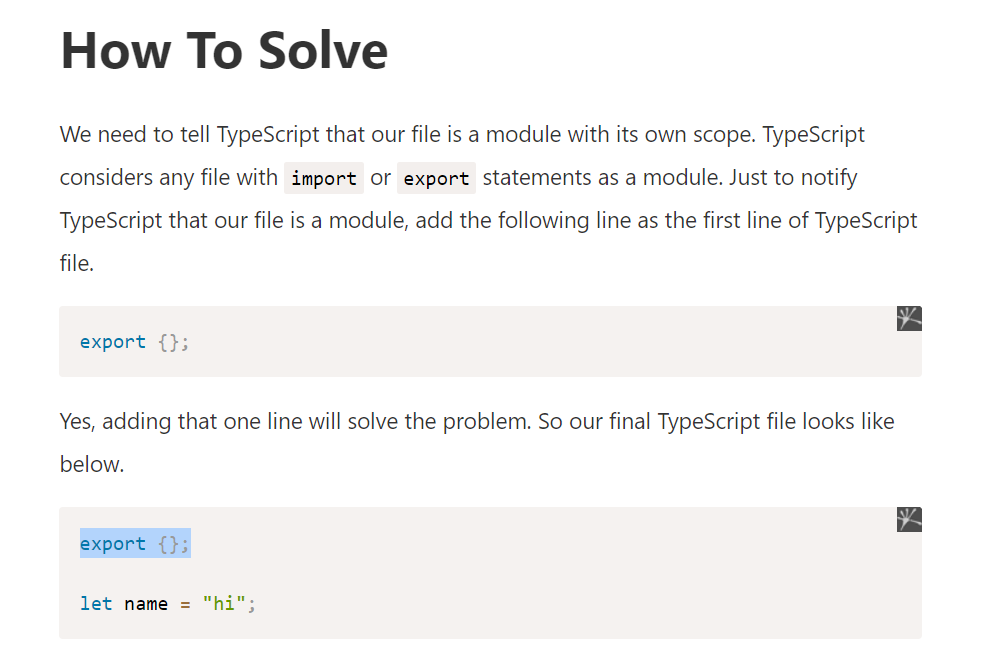 How To Solve
We need to tell TypeScript that our file is a module with its own scope. TypeScript
considers any file with import or export statements as a module. Just to notify
TypeScript that our file is a module, add the following line as the first line of TypeScript
file.
export {};
Yes, adding that one line will solve the problem. So our final TypeScript file looks like
below.
export {};
let name = "hi";